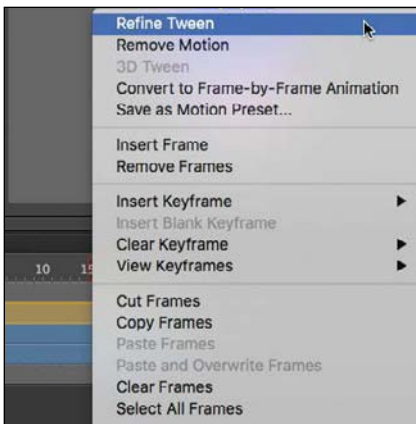 Refine Tween
Remove Motion
3D Tween
Convert to Frame-by-Frame Animation
Save as Motion Preset...
Insert Frame
Remove Frames
Insert Keyframe
Insert Blank Keyframe
Clear Keyframe
View Keyframes
10 15
Cut Frames
Copy Frames
Paste Frames
Paste and Overwrite Frames
Clear Frames
Select All Frames